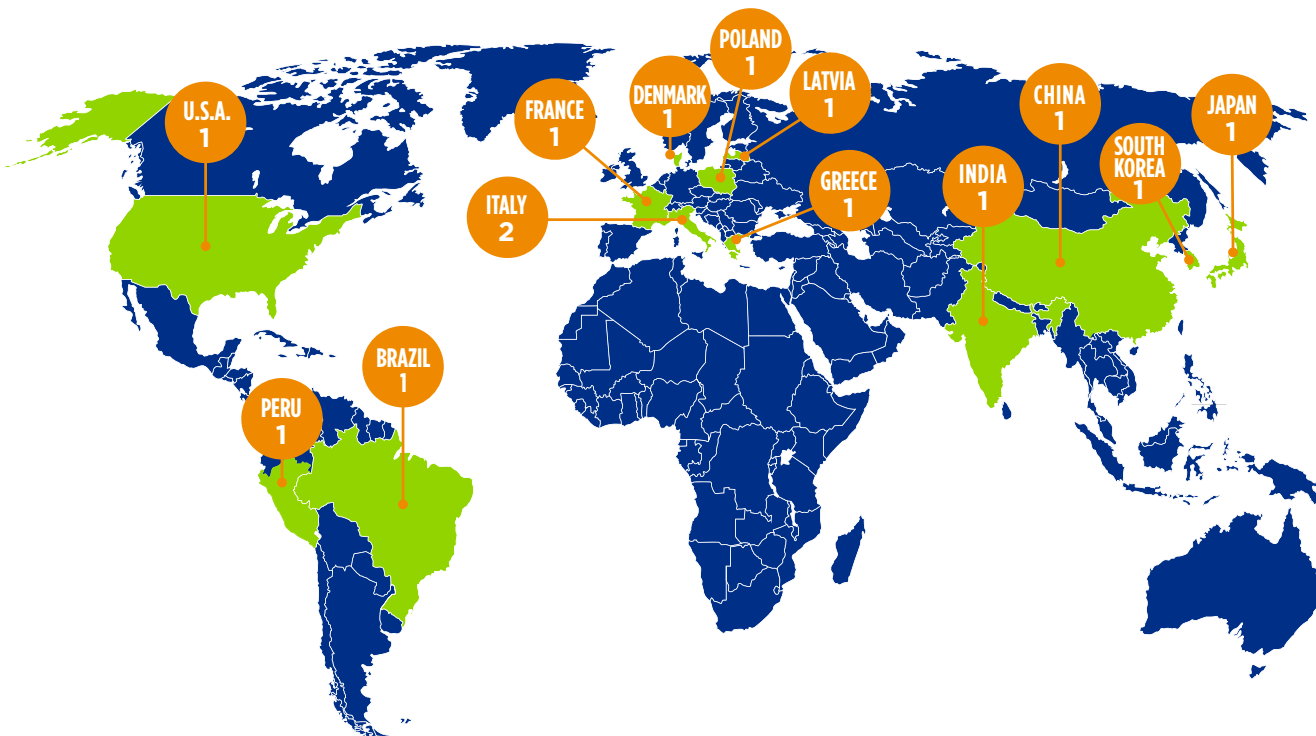 POLAND
1
U.S.A.
1
FRANCE
1
DENMARK
1
LATVIA
1
CHINA
1
JAPAN
1
SOUTH
KOREA
1
ITALY
2
GREECE
1
INDIA
1
BRAZIL
1
PERU
1